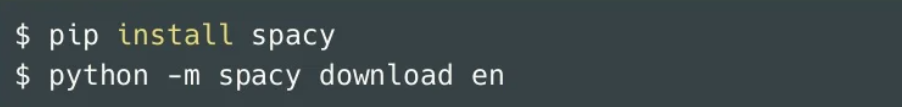 $ pip install spacy
$ python -m spacy download en